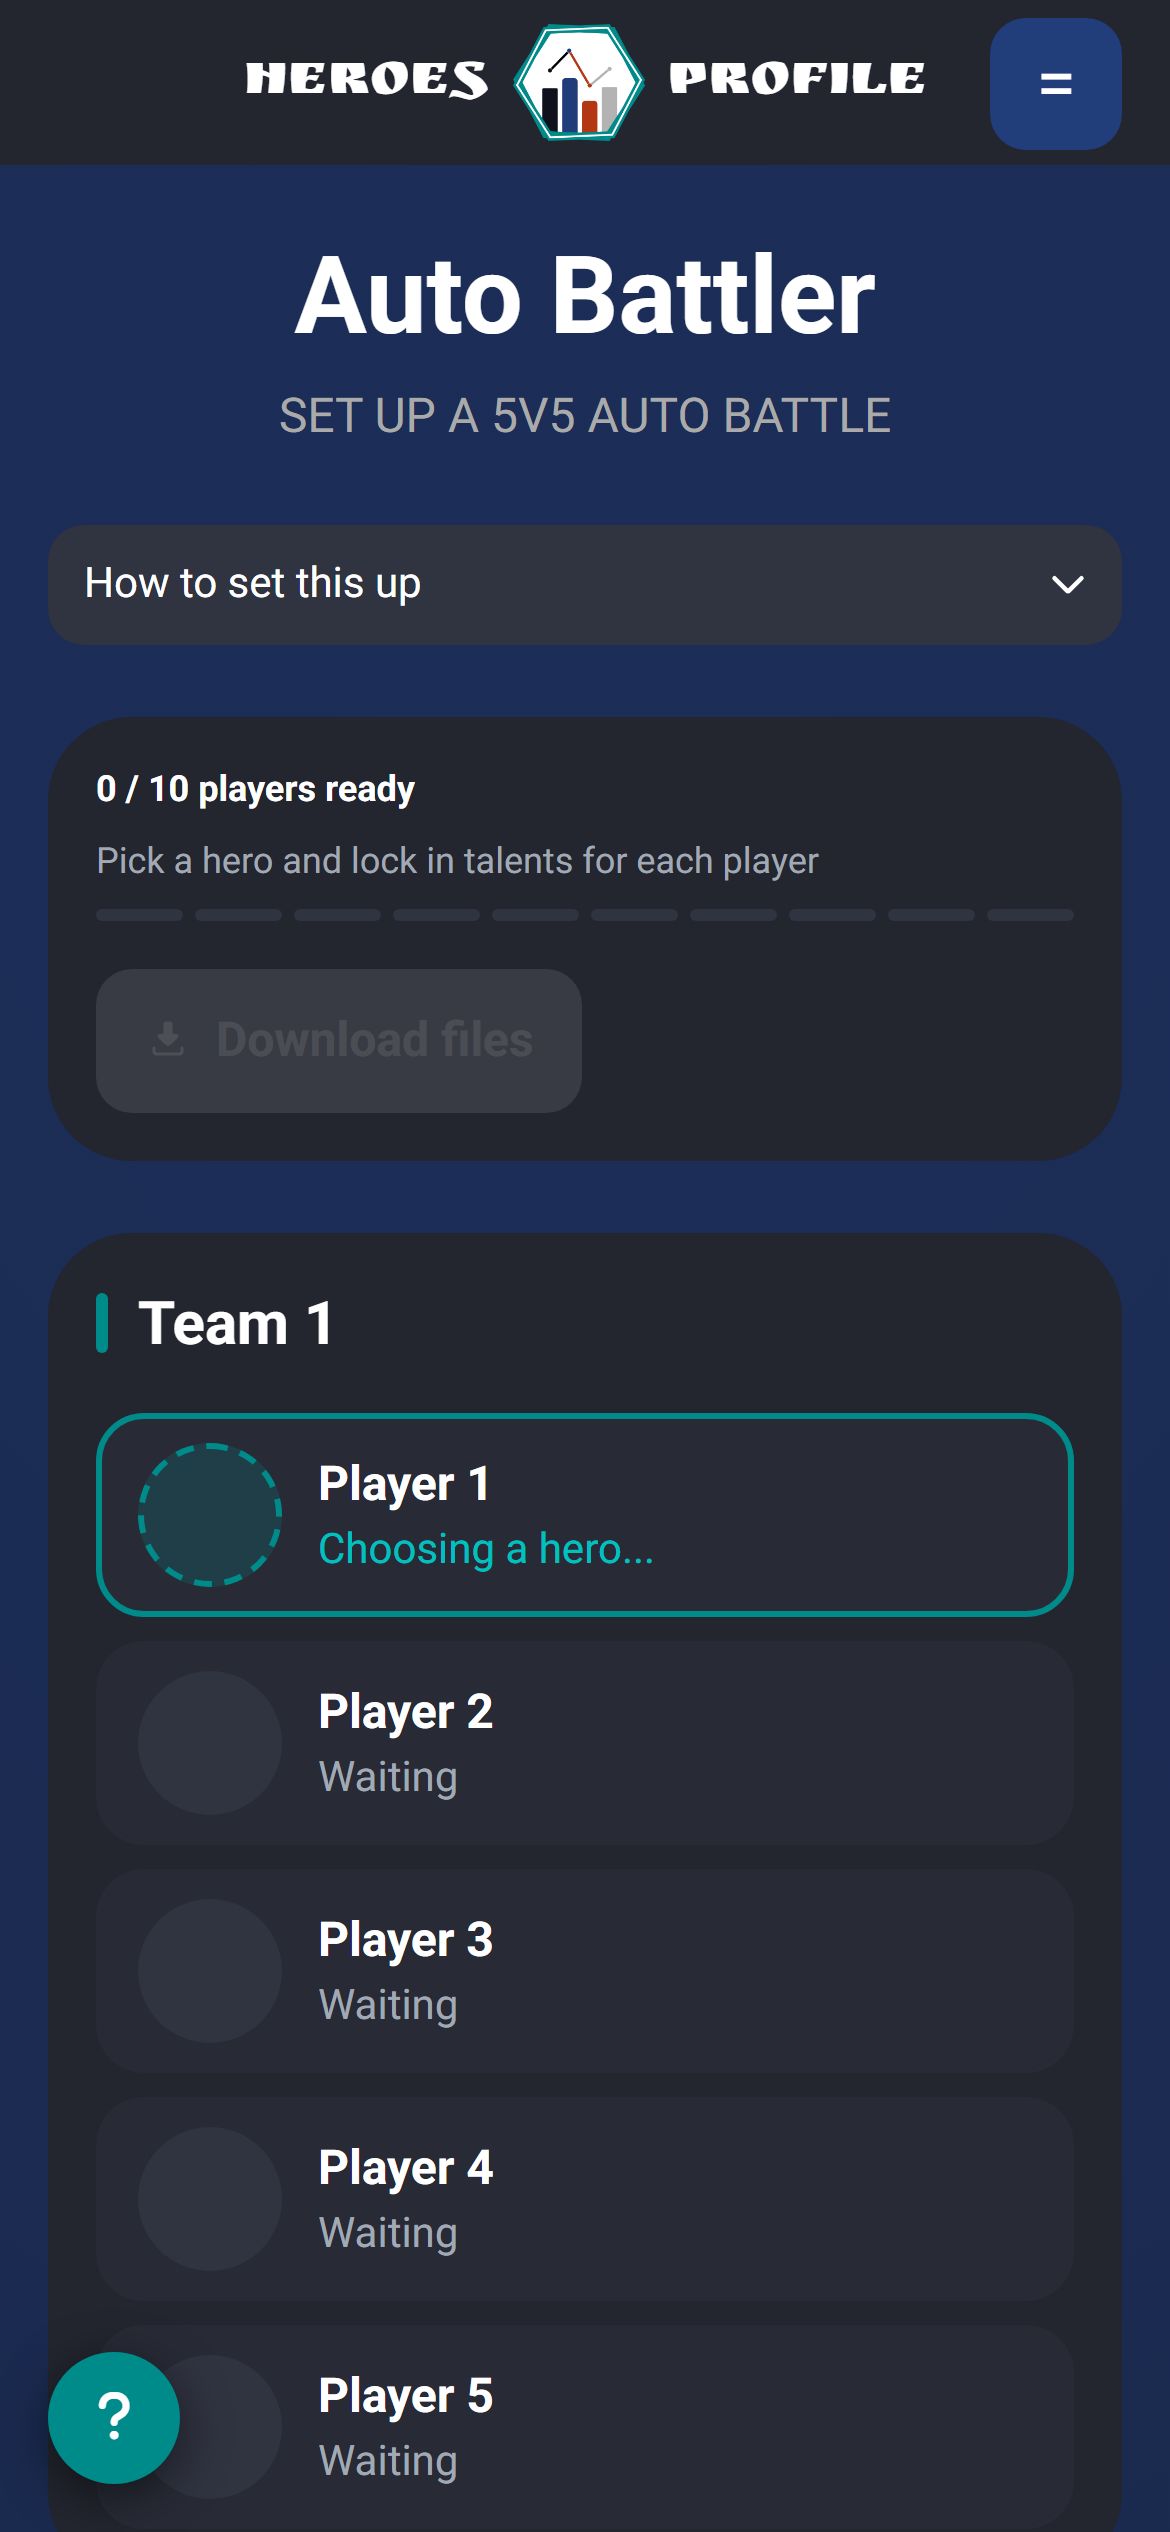 HEROES PROFILE
=
Auto Battler
SET UP A 5V5 AUTO BATTLE
How to set this up
0 / 10 players ready
Pick a hero and lock in talents for each player
Download files
Team 1
Player 1
Choosing a hero...
Player 2
Waiting
Player 3
Waiting
Player 4
Waiting
Player 5
Waiting
?